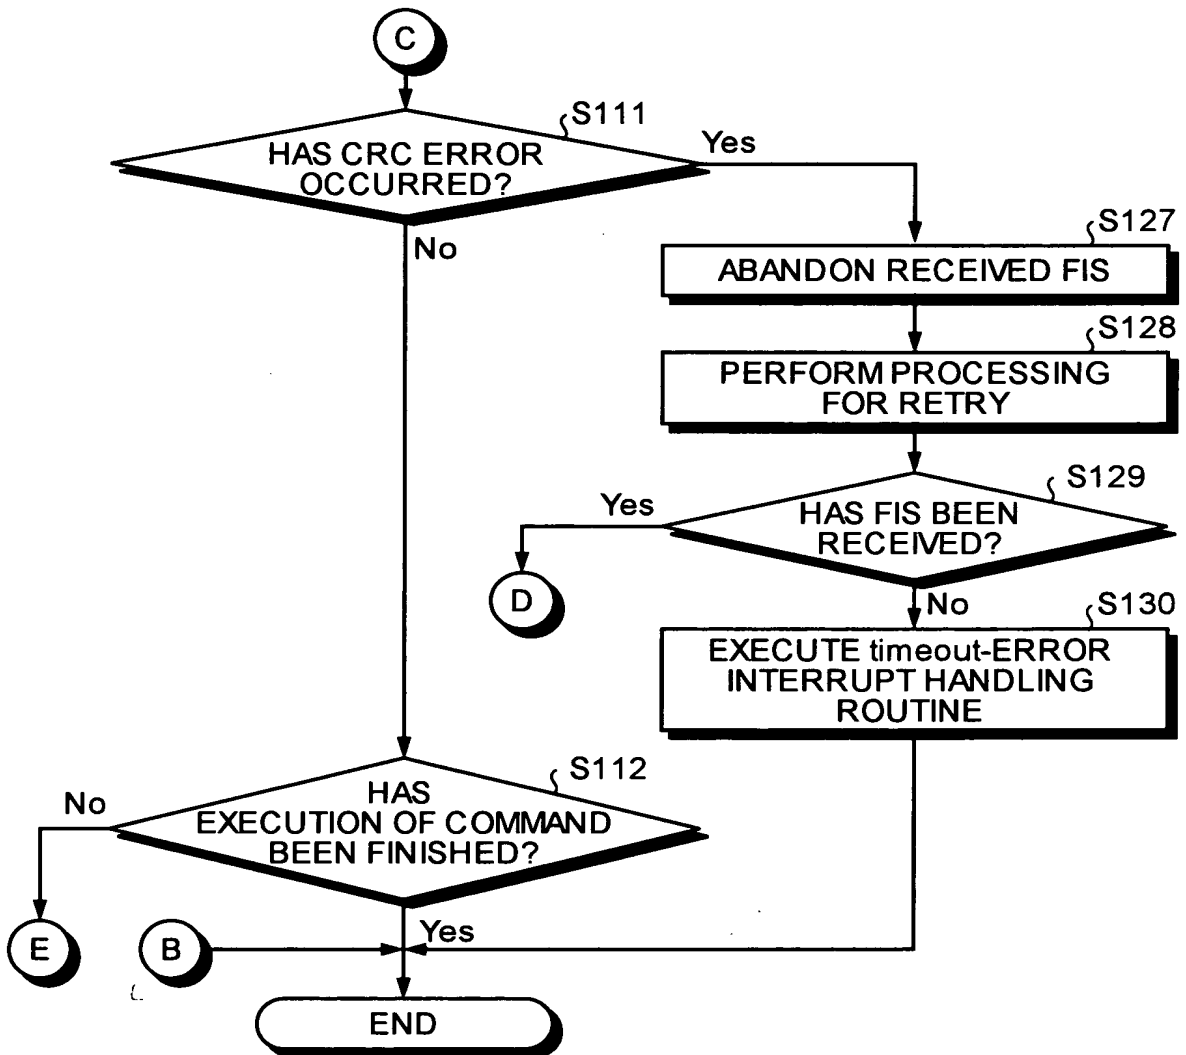 C
S111
HAS CRC ERROR
OCCURRED?
Yes
No
S127
ABANDON RECEIVED FIS
S128
PERFORM PROCESSING
FOR RETRY
S129
HAS FIS BEEN
RECEIVED?
Yes
D
No
S130
EXECUTE timeout-ERROR
INTERRUPT HANDLING
ROUTINE
S112
HAS
EXECUTION OF COMMAND
BEEN FINISHED?
No
E
B
Yes
END